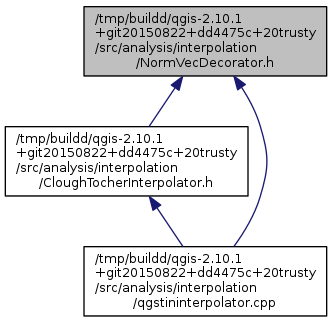 /tmp/buildd/qgis-2.10.1
+git20150822+dd4475c+20trusty
/src/analysis/interpolation
/NormVecDecorator.h
/tmp/buildd/qgis-2.10.1
+git20150822+dd4475c+20trusty
/src/analysis/interpolation
/CloughTocherInterpolator.h
/tmp/buildd/qgis-2.10.1
+git20150822+dd4475c+20trusty
/src/analysis/interpolation
/qgstininterpolator.cpp